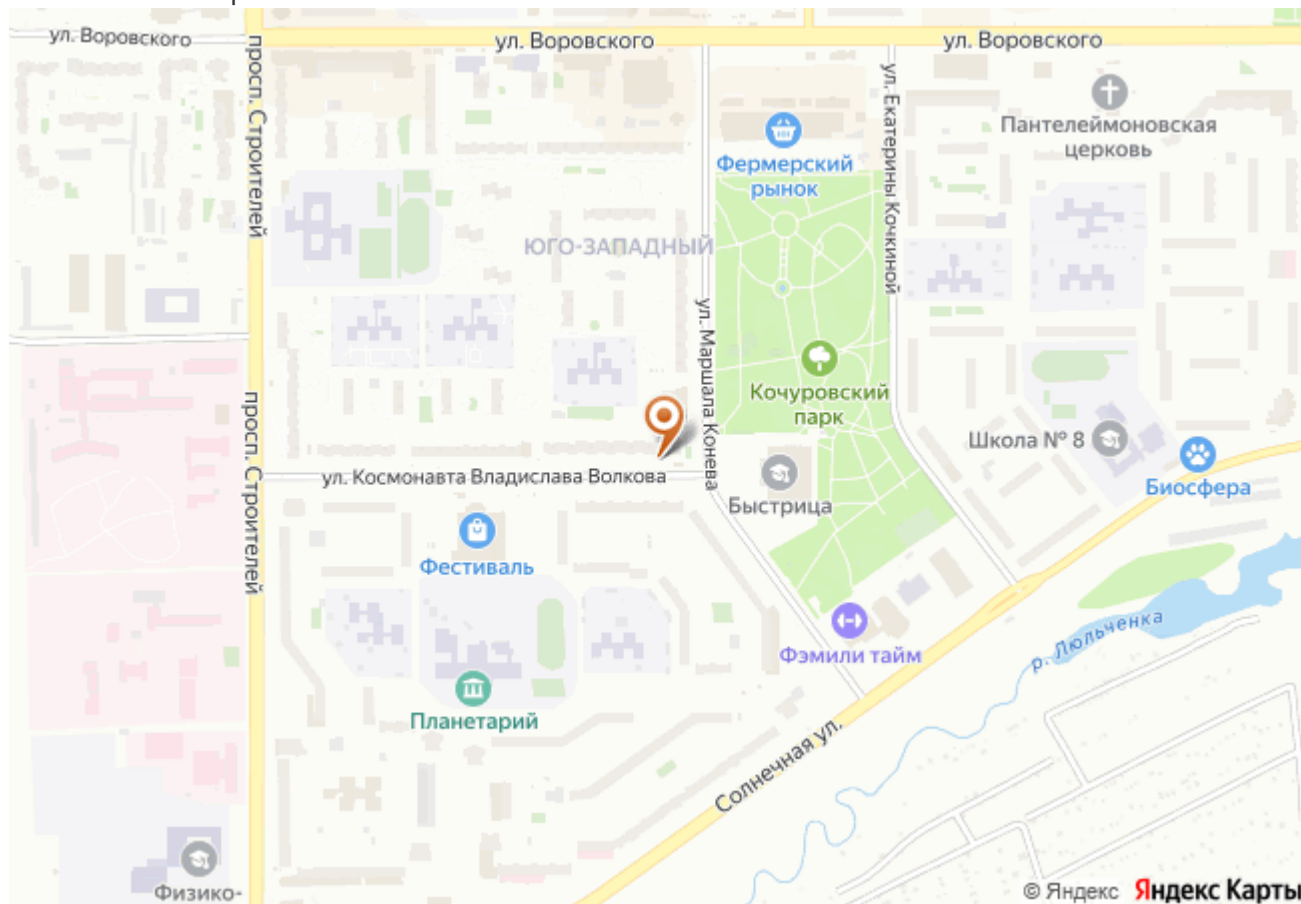 ул. Воровского
ул. Воровского
ул. Воровского
просп. Строителей
ул. Екатерины Кочкиной
Пантелеймоновская
церковь
Фермерский
рынок
ЮГО-ЗАПАДНЫЙ
ул. Маршала Конева
Кочуровский
парк
просп. Строителей
Школа № 8
ул. Космонавта Владислава Волкова
Биосфера
Быстрица
Фестиваль
р. Люльченка
Фэмили тайм
Планетарий
Солнечная ул.
Физико-
© Яндекс Яндекс Карты